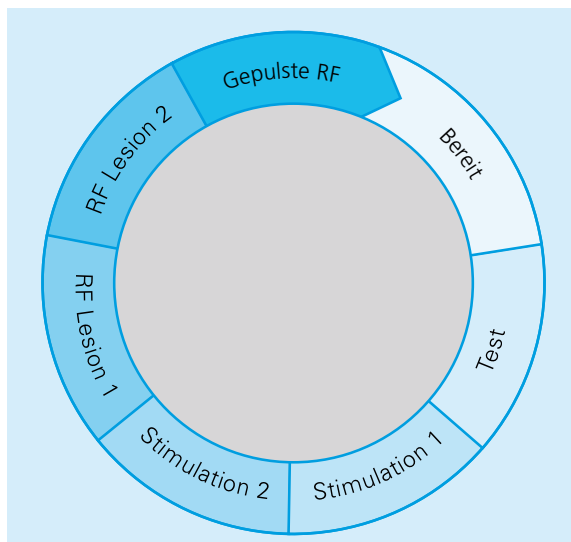 Gepulste RF
Bereit
Test
Stimulation 1
Stimulation 2
RF Lesion 1
RF Lesion 2